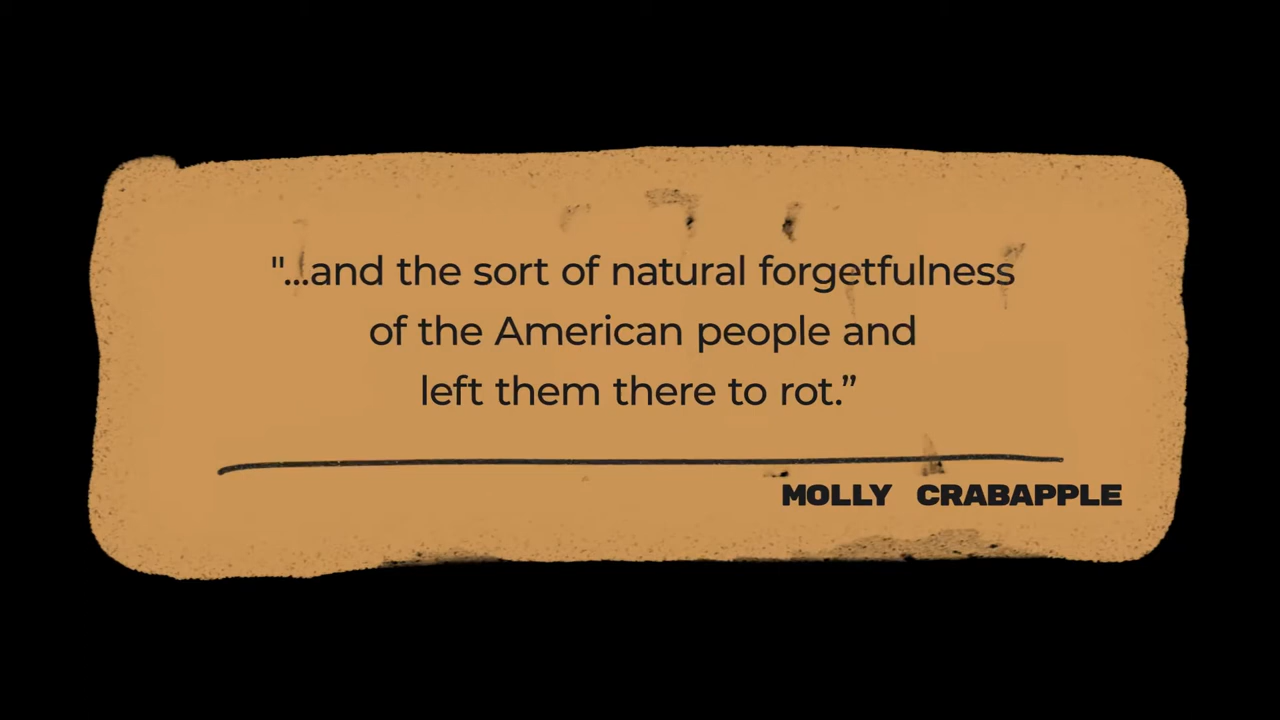 "...and the sort of natural forgetfulness
of the American people and
left them there to rot.”
MOLLY CRABAPPLE